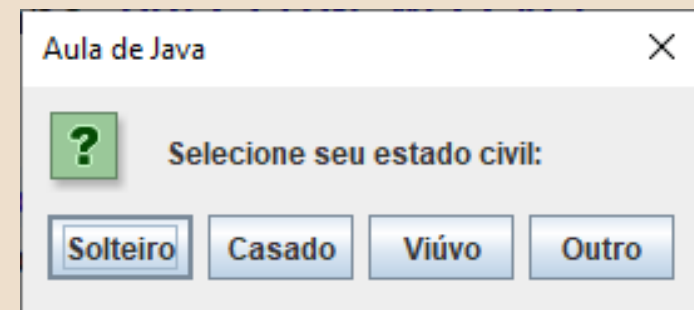 Aula de Java
?
Selecione seu estado civil:
Solteiro Casado Viúvo Outro